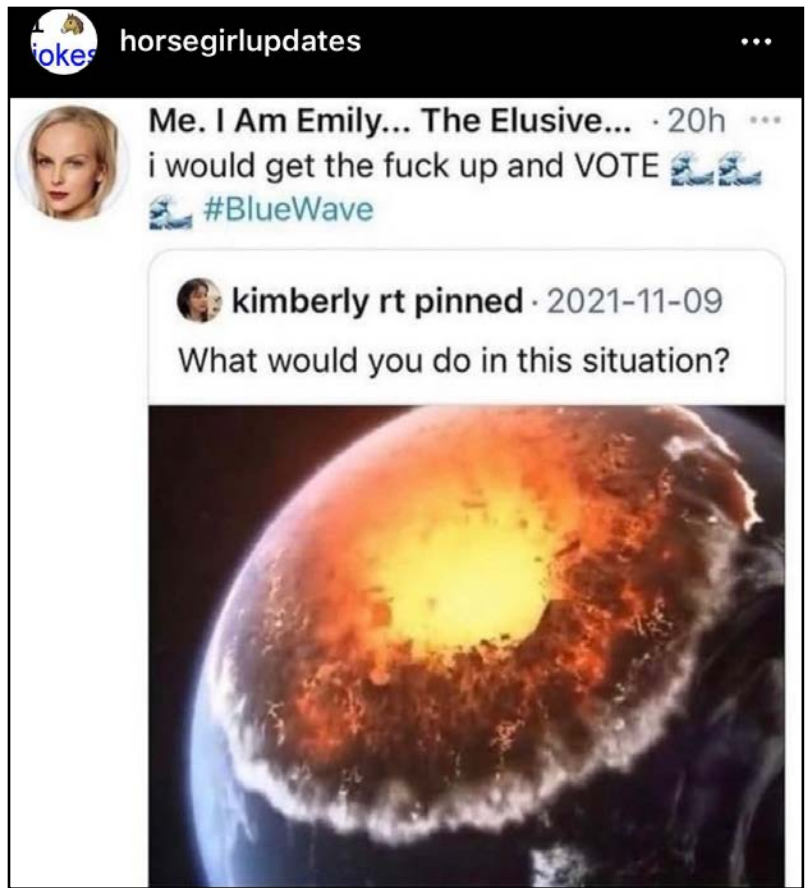 jokes
horsegirlupdates
Me. I Am Emily... The Elusive... · 20h
i would get the fuck up and VOTE 🌊🌊
🌊 #BlueWave
kimberly rt pinned · 2021-11-09
What would you do in this situation?